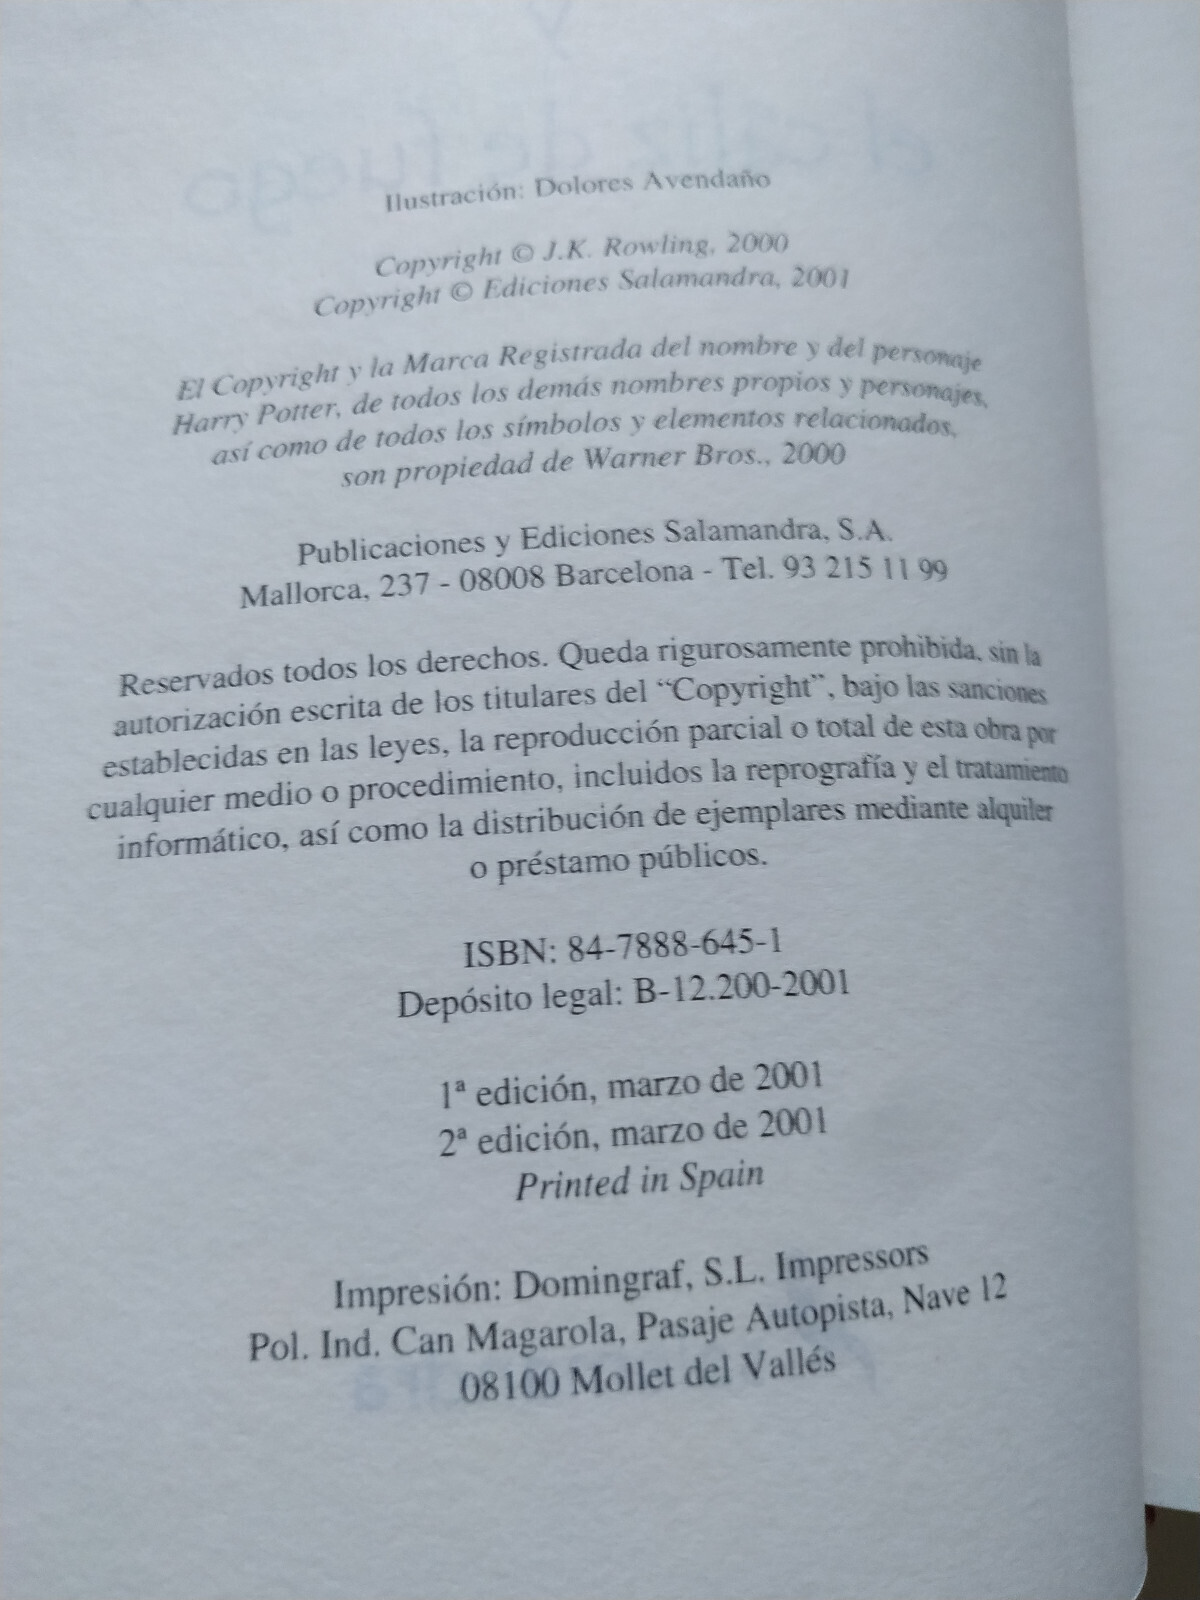 Ilustración: Dolores Avendaño
Copyright © J.K. Rowling, 2000
Copyright © Ediciones Salamandra, 2001
El Copyright y la Marca Registrada del nombre y del personaje
Harry Potter, de todos los demás nombres propios y personajes,
así como de todos los símbolos y elementos relacionados,
son propiedad de Warner Bros., 2000
Publicaciones y Ediciones Salamandra, S.A.
Mallorca, 237 - 08008 Barcelona - Tel. 93 215 11 99
Reservados todos los derechos. Queda rigurosamente prohibida, sin la
autorización escrita de los titulares del “Copyright”, bajo las sanciones
establecidas en las leyes, la reproducción parcial o total de esta obra por
cualquier medio o procedimiento, incluidos la reprografía y el tratamiento
informático, así como la distribución de ejemplares mediante alquiler
o préstamo públicos.
ISBN: 84-7888-645-1
Depósito legal: B-12.200-2001
1ª edición, marzo de 2001
2ª edición, marzo de 2001
Printed in Spain
Impresión: Domingraf, S.L. Impressors
Pol. Ind. Can Magarola, Pasaje Autopista, Nave 12
08100 Mollet del Vallés